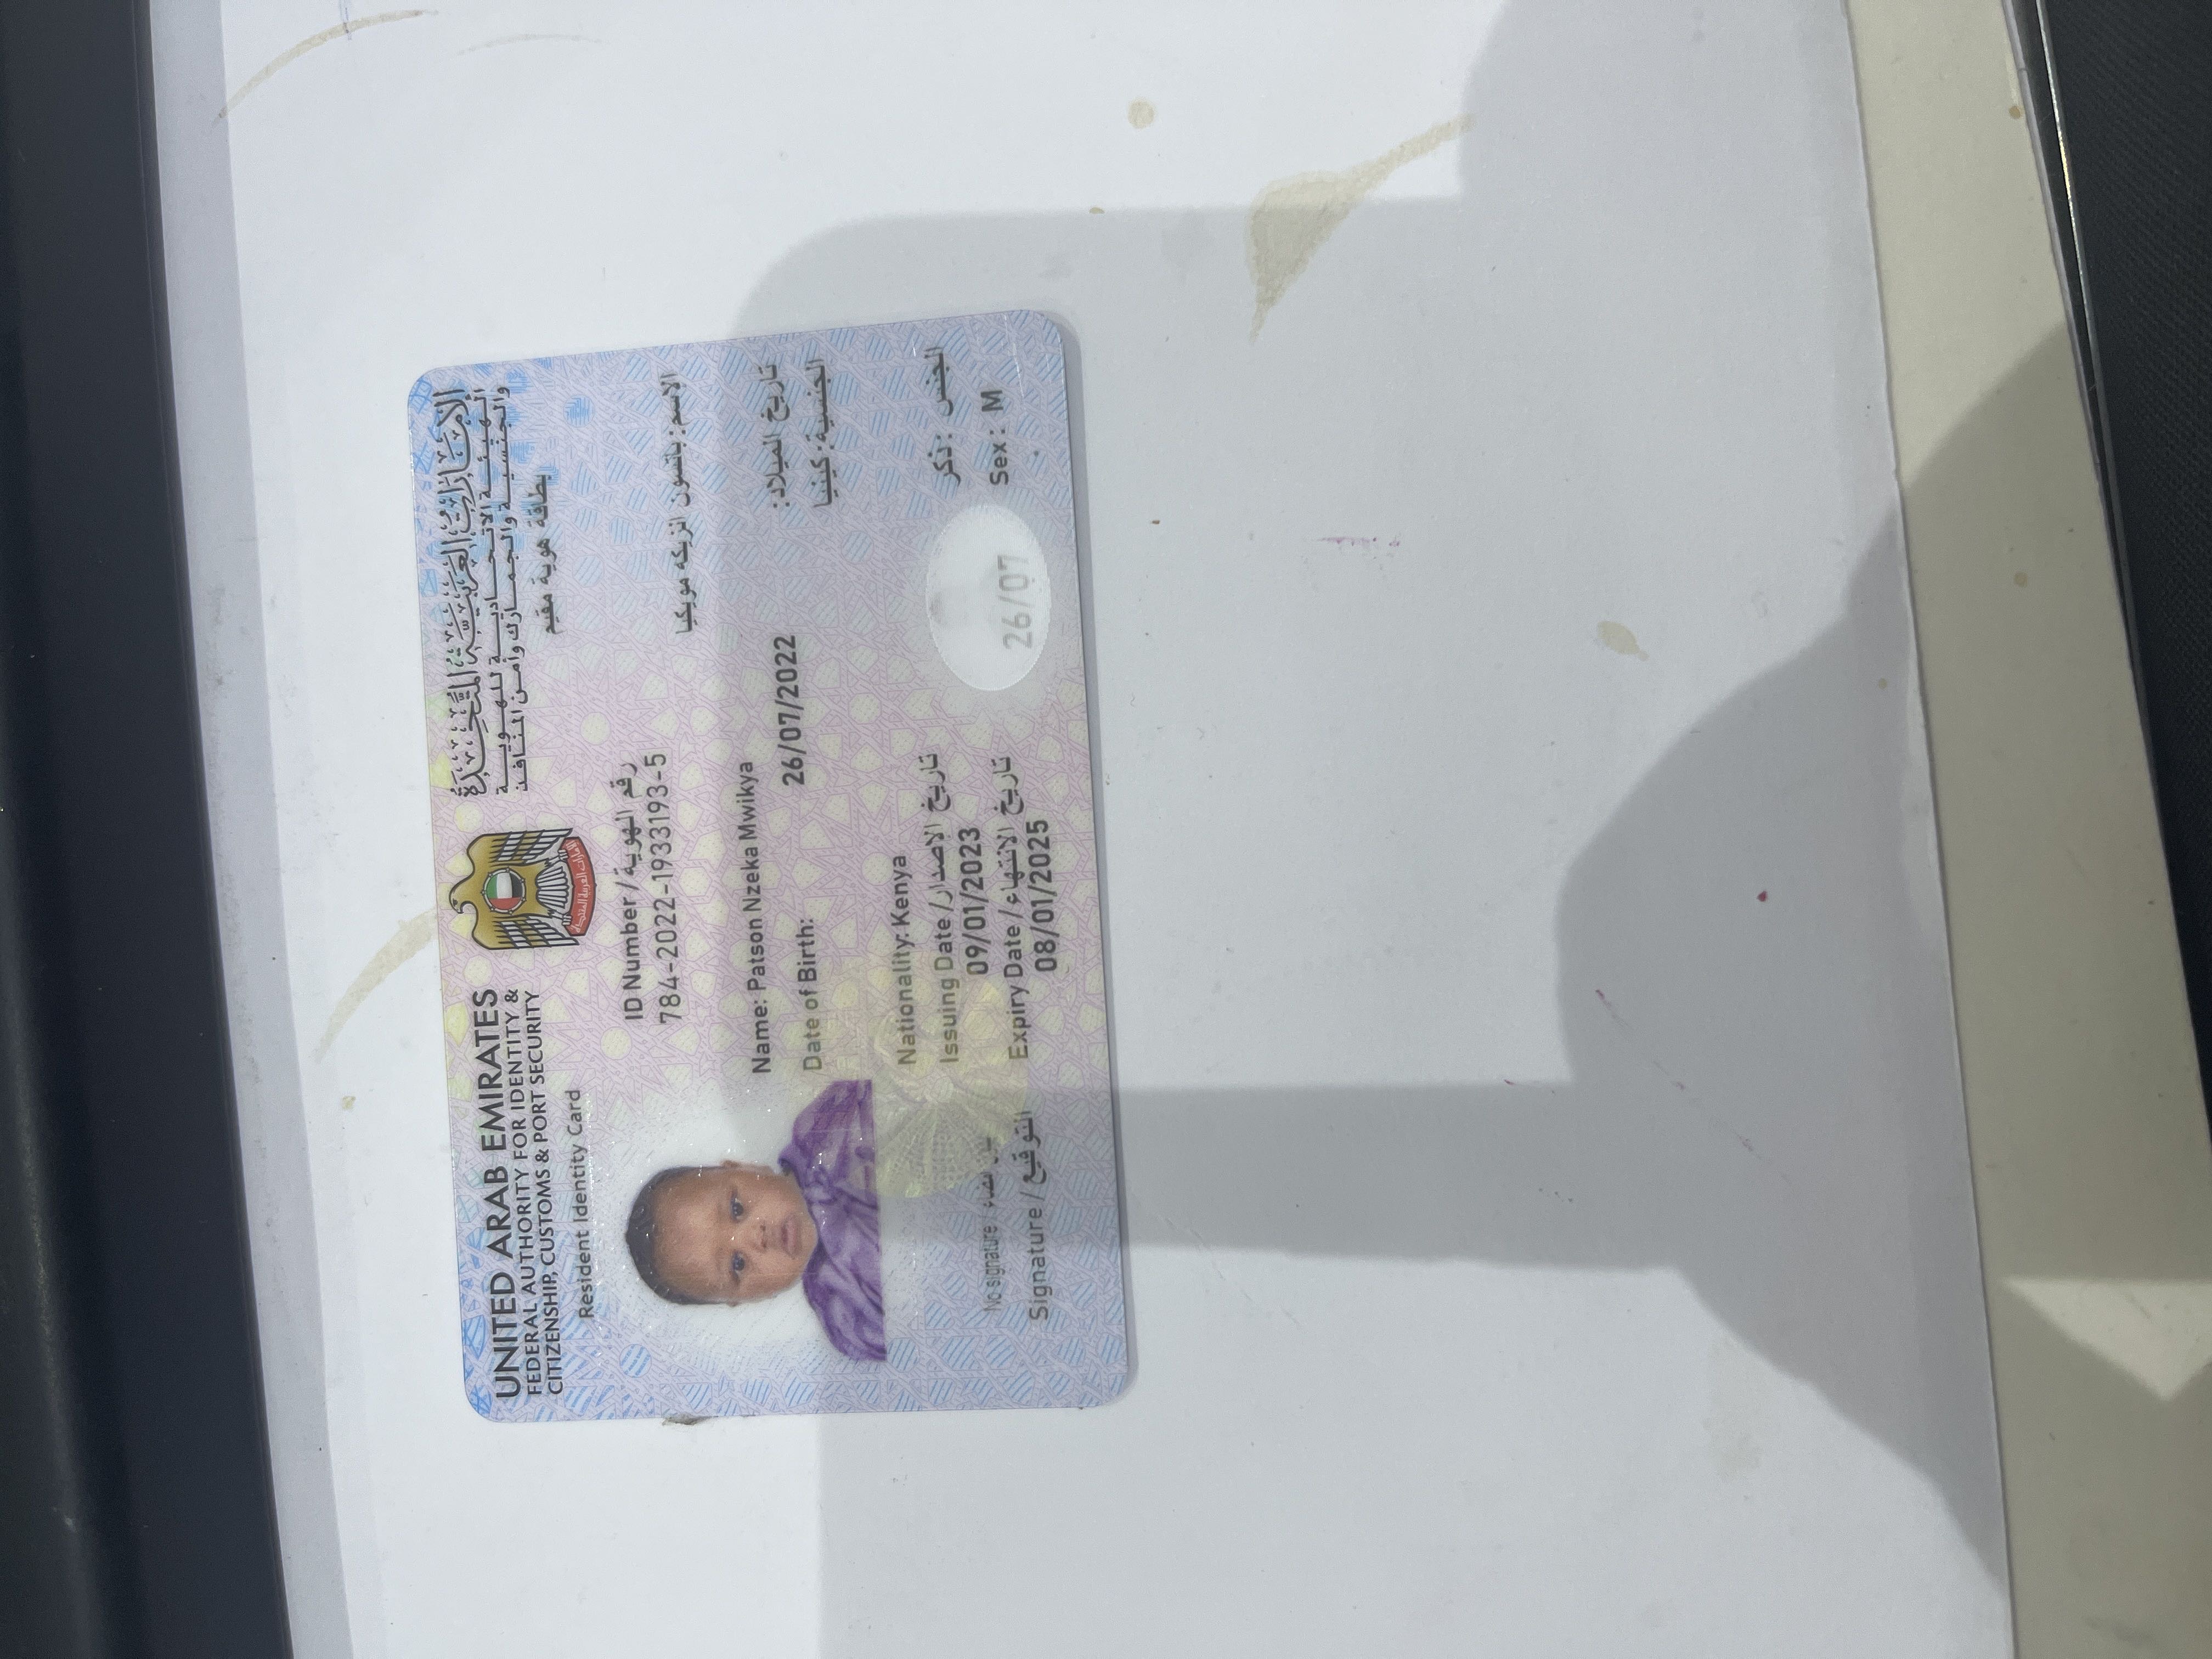 UNITED ARAB EMIRATES
FEDERAL AUTHORITY FOR IDENTITY &
CITIZENSHIP, CUSTOMS & PORT SECURITY
Resident Identity Card
الإمارات العربية المتحدة
الإمارات العربية المتحدة
الهيئة الاتحادية للهوية
والجنسية والجمارك وأمن المنافذ
بطاقة هوية مقيم
ID Number / رقم الهوية
784-2022-1933193-5
الإسم: باتسون انزيكه مويكيا
Name: Patson Nzeka Mwikya
Date of Birth: 26/07/2022 تاريخ الميلاد:
الجنسية: كينيا
Nationality: Kenya
Issuing Date / تاريخ الإصدار
09/01/2023
Expiry Date / تاريخ الانتهاء
08/01/2025
الجنس: ذكر
Sex: M
26/07
No signature / بدون امضاء
Signature / التوقيع